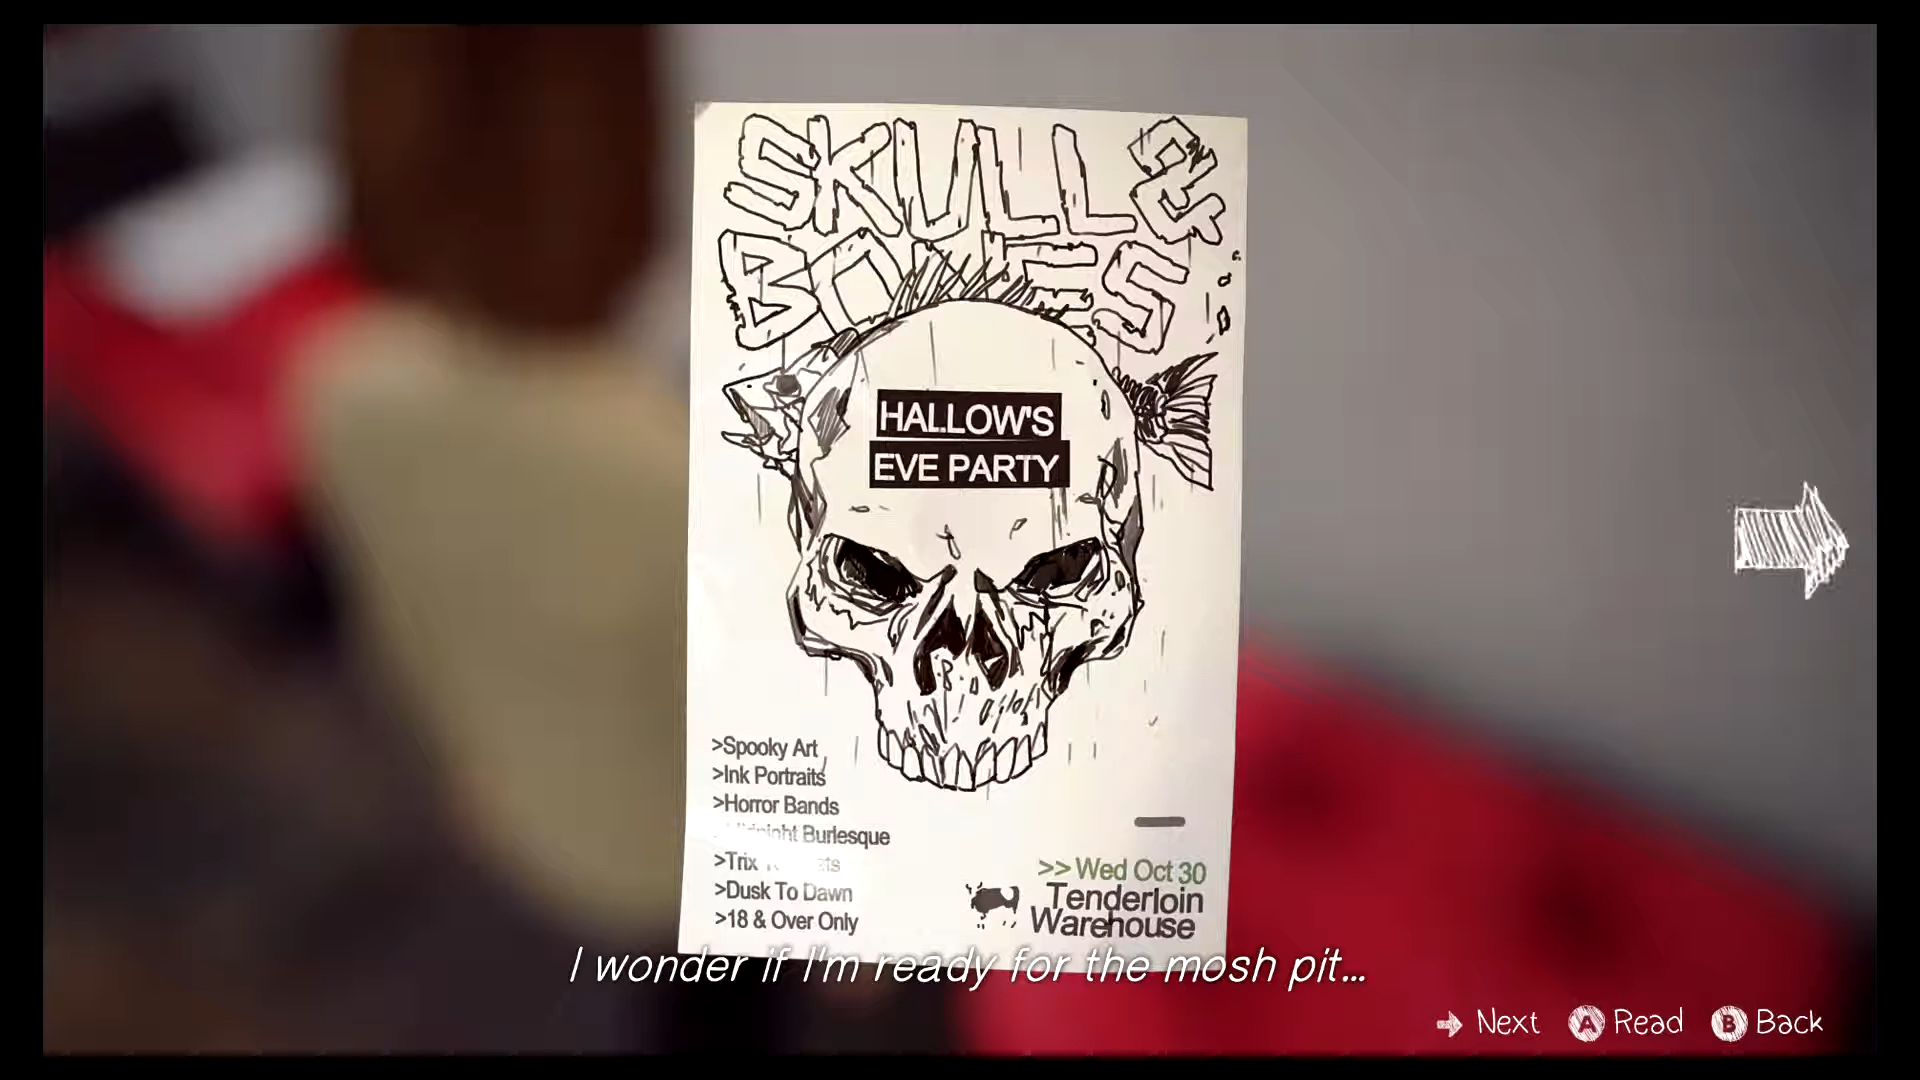 SKULL &
BONES
HALLOW'S
EVE PARTY
>Spooky Art
>Ink Portraits
>Horror Bands
Burlesque
>Trix
>Dusk To Dawn
>18 & Over Only
>> Wed Oct 30
Tenderloin
Warehouse
I wonder if I'm ready for the mosh pit...
Next A Read B Back